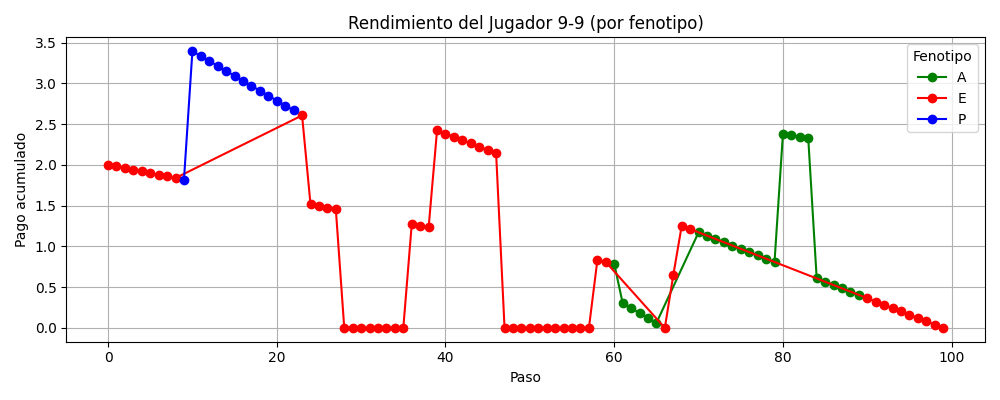 Rendimiento del Jugador 9-9 (por fenotipo)
Pago acumulado
3.5
3.0
2.5
2.0
1.5
1.0
0.5
0.0
Fenotipo
A
E
P
0 20 40 60 80 100
Paso